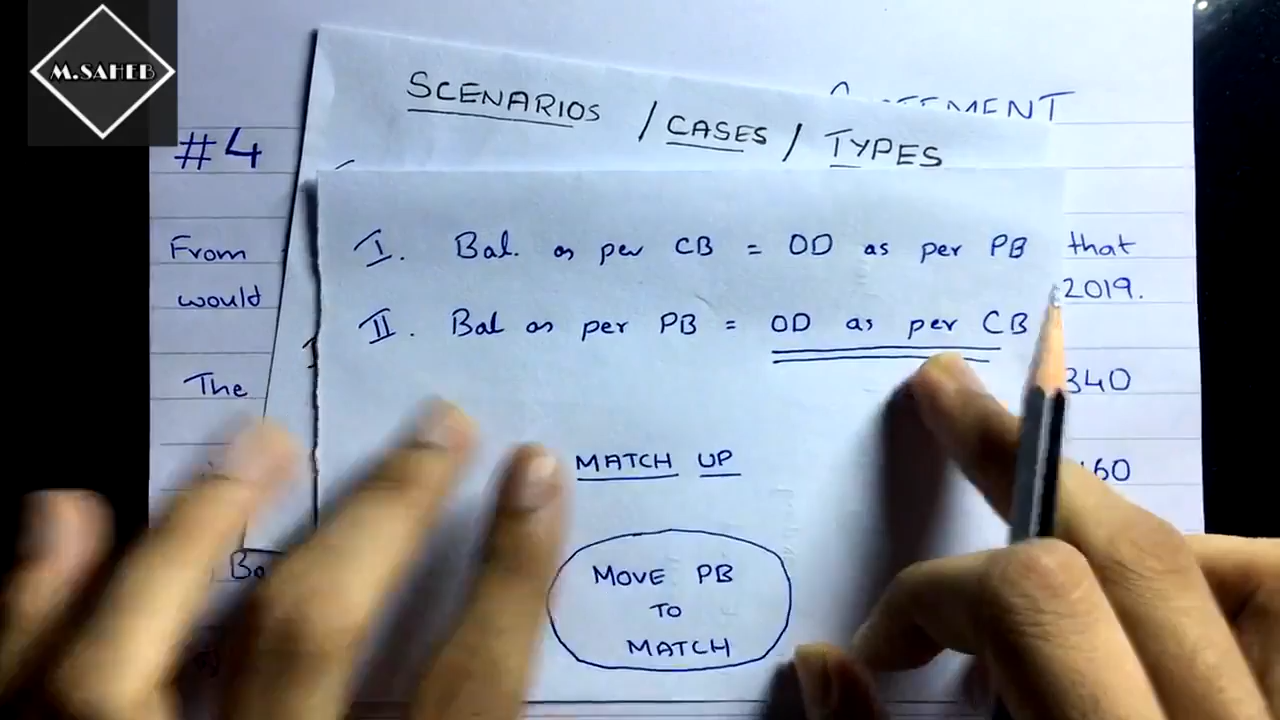 M.SAHEB
SCENARIOS / CASES / TYPES
#4
From that
would 2019.
The 340
60
I. Bal. as per CB = OD as per PB
II. Bal as per PB = OD as per CB
MATCH UP
MOVE PB
TO
MATCH